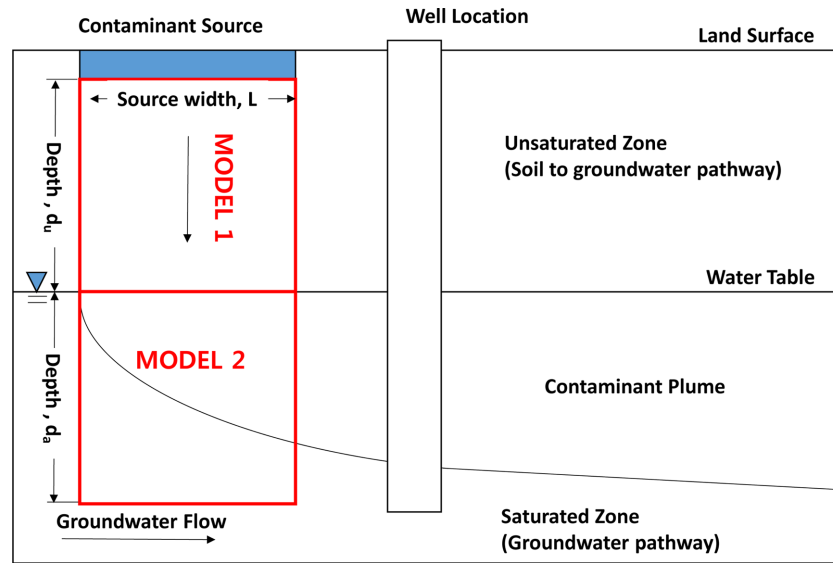 Contaminant Source
Well Location
Land Surface
Source width, L
Depth , du
MODEL 1
Unsaturated Zone
(Soil to groundwater pathway)
Water Table
Depth , da
MODEL 2
Contaminant Plume
Groundwater Flow
Saturated Zone
(Groundwater pathway)